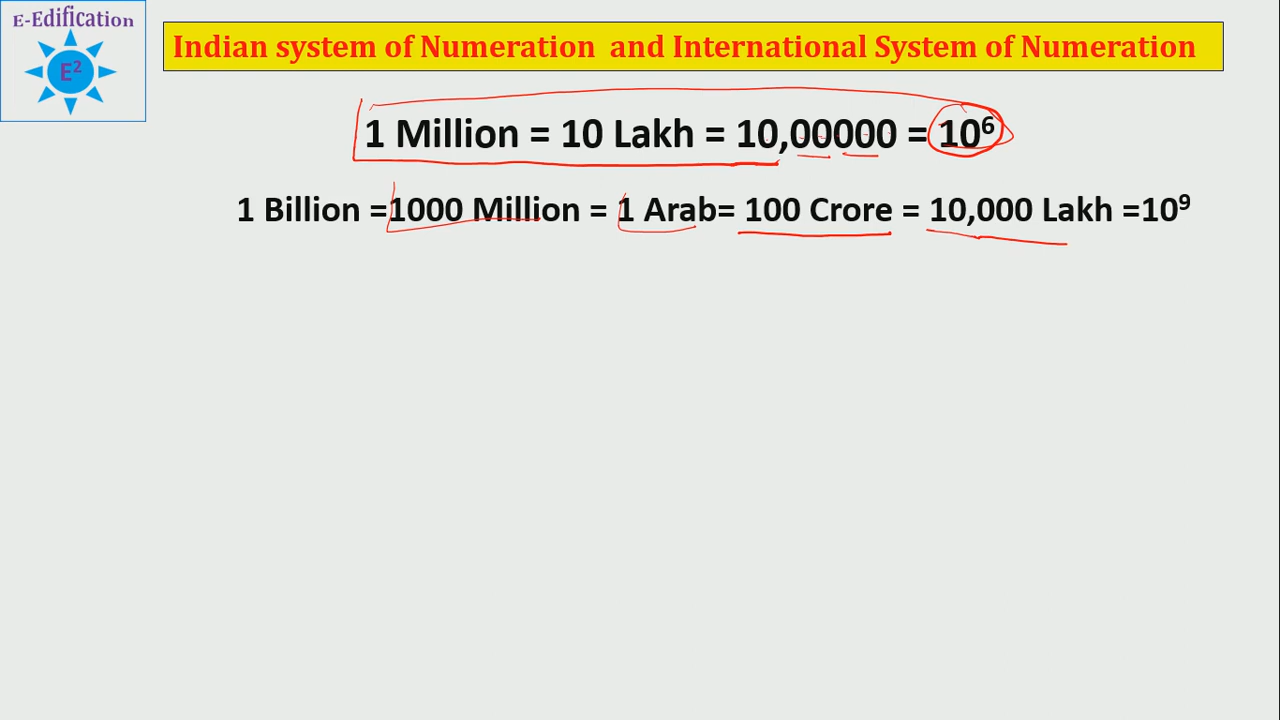 E-Edification
E²
Indian system of Numeration and International System of Numeration
1 Million = 10 Lakh = 10,00000 = 10⁶
1 Billion =1000 Million = 1 Arab= 100 Crore = 10,000 Lakh =10⁹